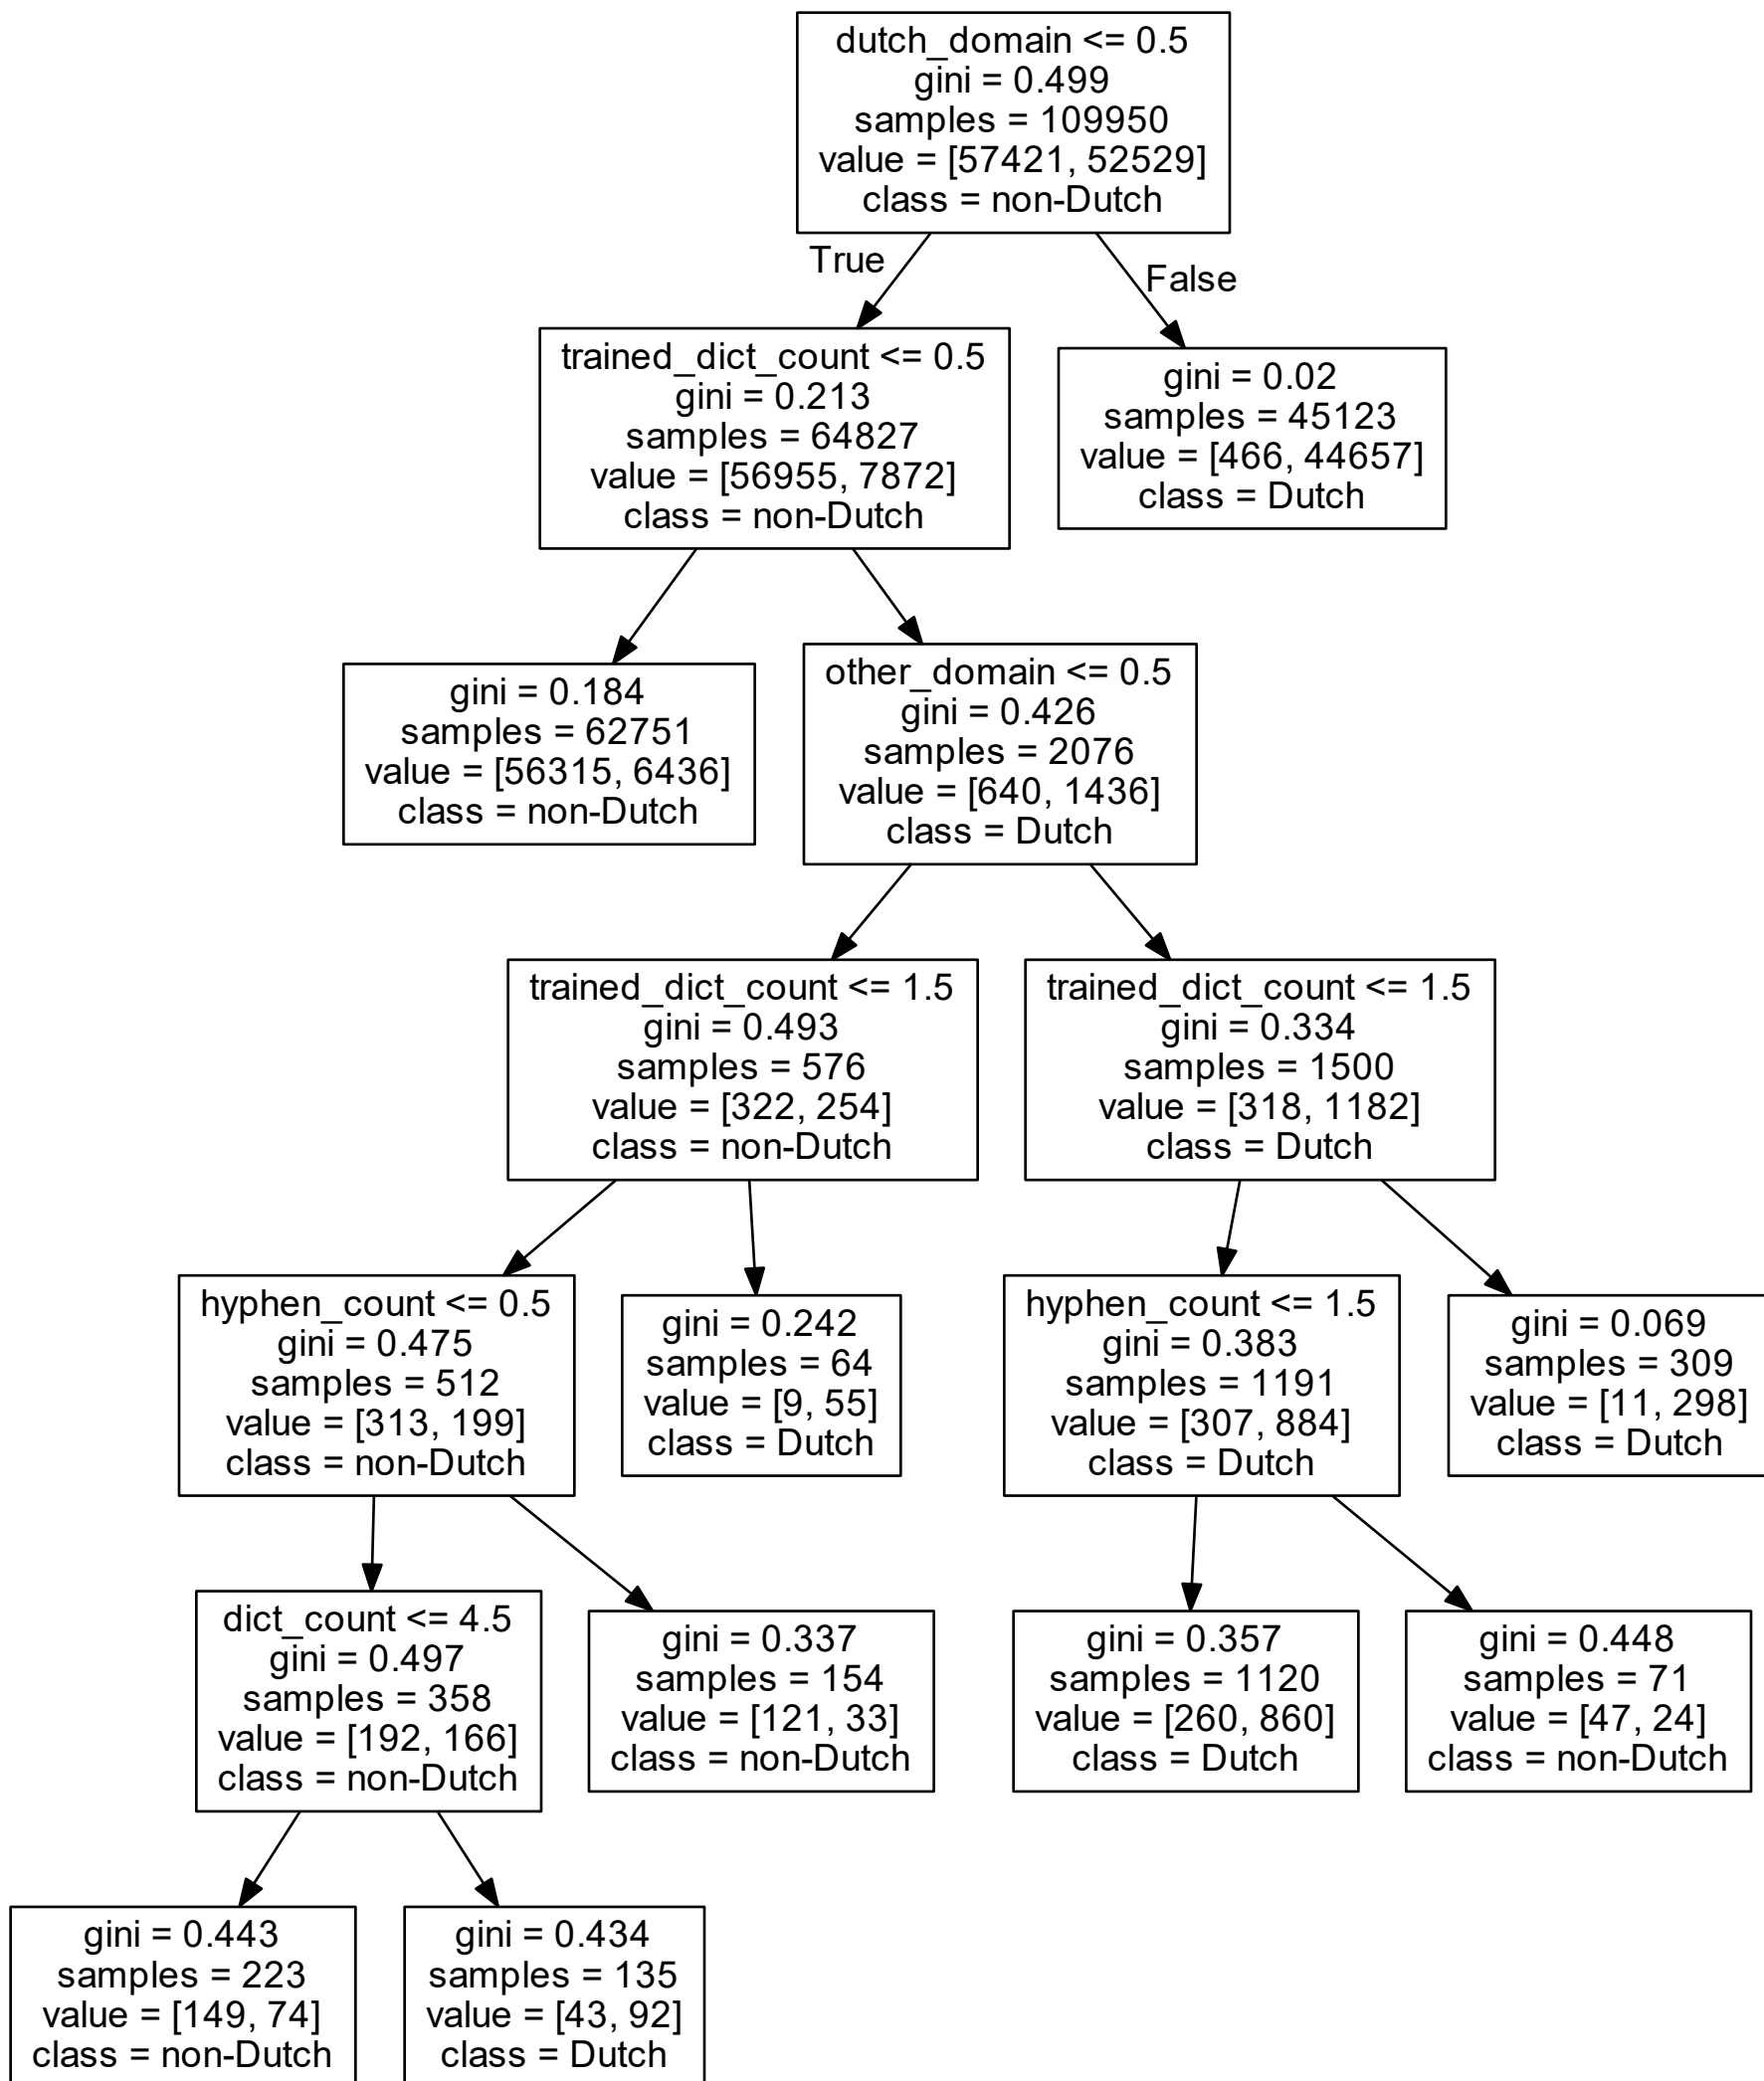 dutch_domain <= 0.5
gini = 0.499
samples = 109950
value = [57421, 52529]
class = non-Dutch
True
False
trained_dict_count <= 0.5
gini = 0.213
samples = 64827
value = [56955, 7872]
class = non-Dutch
gini = 0.02
samples = 45123
value = [466, 44657]
class = Dutch
gini = 0.184
samples = 62751
value = [56315, 6436]
class = non-Dutch
other_domain <= 0.5
gini = 0.426
samples = 2076
value = [640, 1436]
class = Dutch
trained_dict_count <= 1.5
gini = 0.493
samples = 576
value = [322, 254]
class = non-Dutch
trained_dict_count <= 1.5
gini = 0.334
samples = 1500
value = [318, 1182]
class = Dutch
hyphen_count <= 0.5
gini = 0.475
samples = 512
value = [313, 199]
class = non-Dutch
gini = 0.242
samples = 64
value = [9, 55]
class = Dutch
hyphen_count <= 1.5
gini = 0.383
samples = 1191
value = [307, 884]
class = Dutch
gini = 0.069
samples = 309
value = [11, 298]
class = Dutch
dict_count <= 4.5
gini = 0.497
samples = 358
value = [192, 166]
class = non-Dutch
gini = 0.337
samples = 154
value = [121, 33]
class = non-Dutch
gini = 0.357
samples = 1120
value = [260, 860]
class = Dutch
gini = 0.448
samples = 71
value = [47, 24]
class = non-Dutch
gini = 0.443
samples = 223
value = [149, 74]
class = non-Dutch
gini = 0.434
samples = 135
value = [43, 92]
class = Dutch